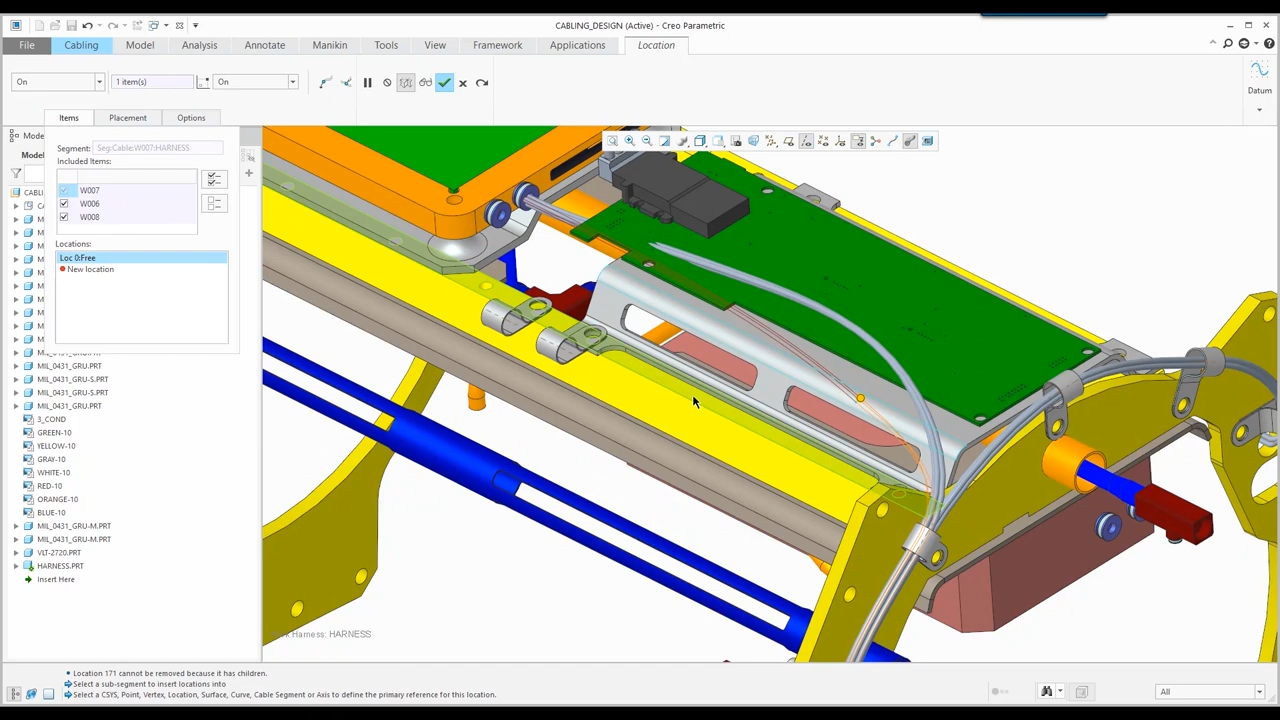 CABLING_DESIGN (Active) - Creo Parametric
File Cabling Model Analysis Annotate Manikin Tools View Framework Applications Location
On 1 item(s) On
Datum
Items Placement Options
Segment: Seg:Cable:W007:HARNESS
Included Items:
W007
W006
W008
Locations:
Loc 0:Free
New location
Mode
Model
CABLI
MIL_0431_GRU.PRT
MIL_0431_GRU-S.PRT
MIL_0431_GRU-S.PRT
MIL_0431_GRU.PRT
3_COND
GREEN-10
YELLOW-10
GRAY-10
WHITE-10
RED-10
ORANGE-10
BLUE-10
MIL_0431_GRU-M.PRT
MIL_0431_GRU-M.PRT
VLT-2720.PRT
HARNESS.PRT
Insert Here
Harness: HARNESS
• Location 171 cannot be removed because it has children.
Select a sub-segment to insert locations into
Select a CSYS, Point, Vertex, Location, Surface, Curve, Cable Segment or Axis to define the primary reference for this location.
All